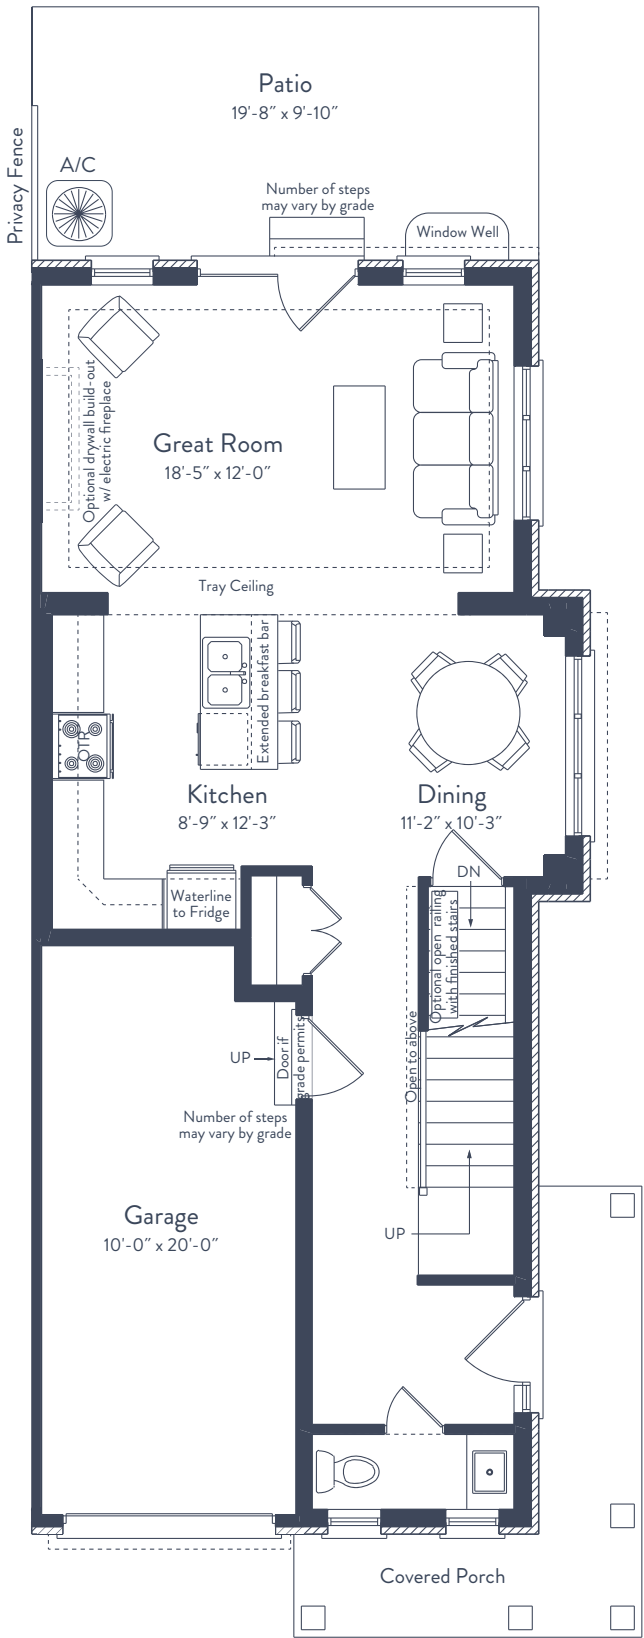 Patio
19'-8" x 9'-10"
Privacy Fence
A/C
Number of steps
may vary by grade
Window Well
Optional drywall build-out
w/ electric fireplace
Great Room
18'-5" x 12'-0"
Tray Ceiling
Extended breakfast bar
OTR
Kitchen
8'-9" x 12'-3"
Dining
11'-2" x 10'-3"
DN
Waterline
to Fridge
Optional open railing
with finished stairs
Open to above
UP
Door if
grade permits
Number of steps
may vary by grade
Garage
10'-0" x 20'-0"
UP
Covered Porch